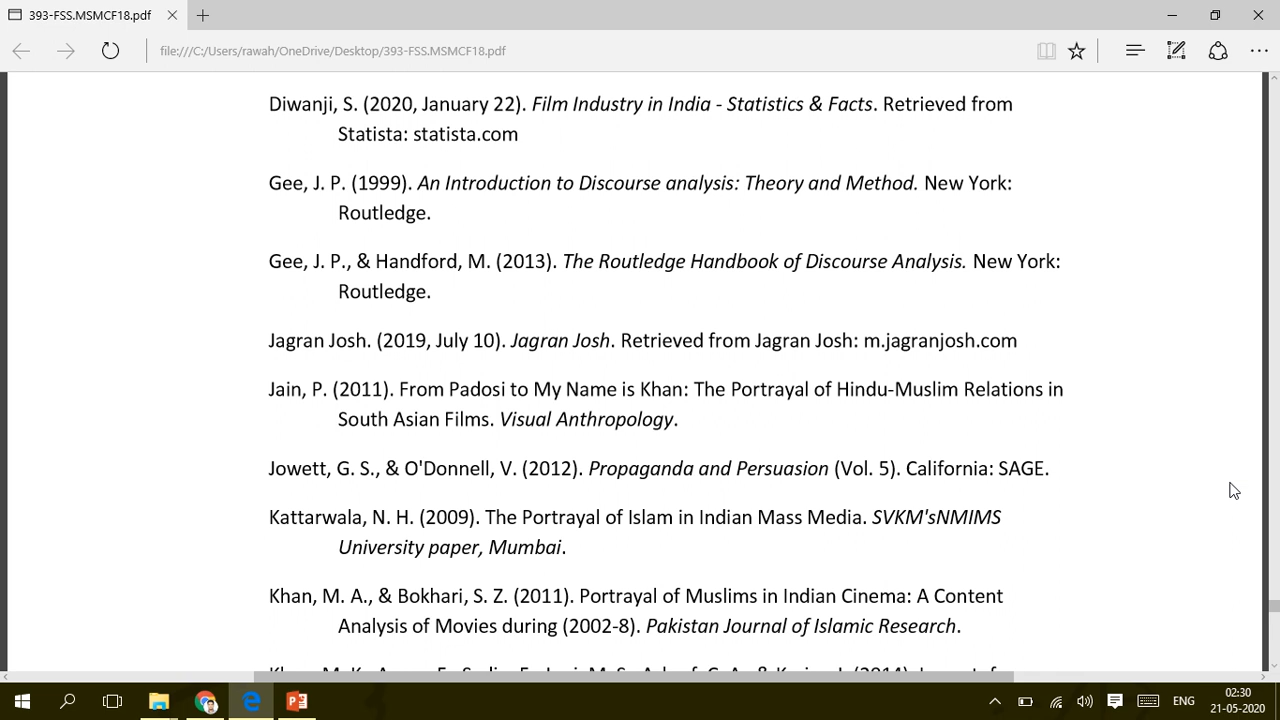 393-FSS.MSMCF18.pdf
file:///C:/Users/rawah/OneDrive/Desktop/393-FSS.MSMCF18.pdf
Diwanji, S. (2020, January 22). Film Industry in India - Statistics & Facts. Retrieved from
Statista: statista.com
Gee, J. P. (1999). An Introduction to Discourse analysis: Theory and Method. New York:
Routledge.
Gee, J. P., & Handford, M. (2013). The Routledge Handbook of Discourse Analysis. New York:
Routledge.
Jagran Josh. (2019, July 10). Jagran Josh. Retrieved from Jagran Josh: m.jagranjosh.com
Jain, P. (2011). From Padosi to My Name is Khan: The Portrayal of Hindu-Muslim Relations in
South Asian Films. Visual Anthropology.
Jowett, G. S., & O'Donnell, V. (2012). Propaganda and Persuasion (Vol. 5). California: SAGE.
Kattarwala, N. H. (2009). The Portrayal of Islam in Indian Mass Media. SVKM'sNMIMS
University paper, Mumbai.
Khan, M. A., & Bokhari, S. Z. (2011). Portrayal of Muslims in Indian Cinema: A Content
Analysis of Movies during (2002-8). Pakistan Journal of Islamic Research.
ENG
02:30
21-05-2020